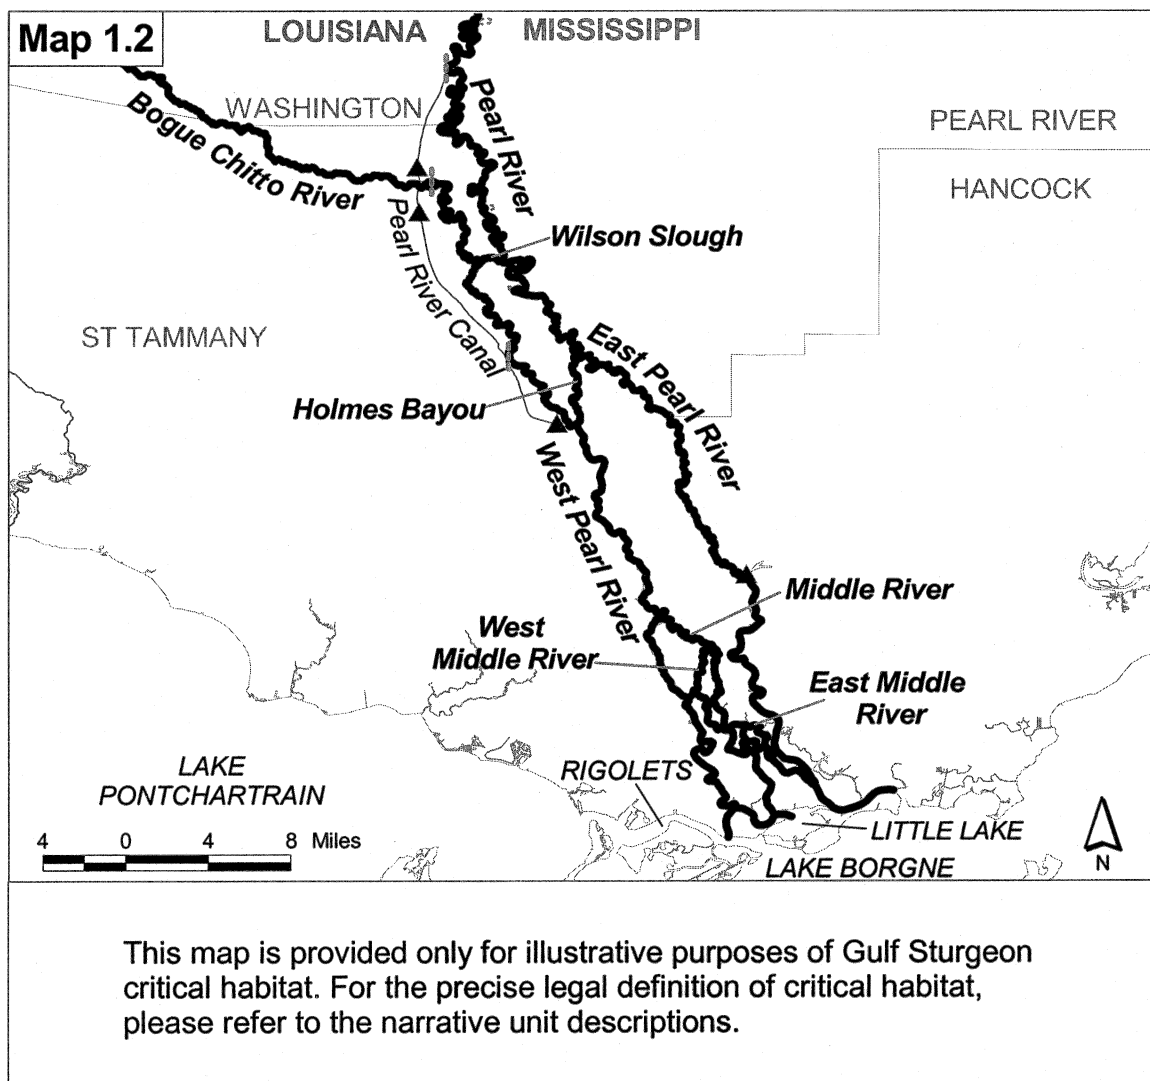 Map 1.2
LOUISIANA
MISSISSIPPI
WASHINGTON
PEARL RIVER
HANCOCK
Bogue Chitto River
Pearl River
Wilson Slough
Pearl River Canal
ST TAMMANY
East Pearl River
Holmes Bayou
West Pearl River
Middle River
West
Middle River
East Middle
River
LAKE
PONTCHARTRAIN
RIGOLETS
LITTLE LAKE
LAKE BORGNE
4 0 8 Miles
N
This map is provided only for illustrative purposes of Gulf Sturgeon
critical habitat. For the precise legal definition of critical habitat,
please refer to the narrative unit descriptions.